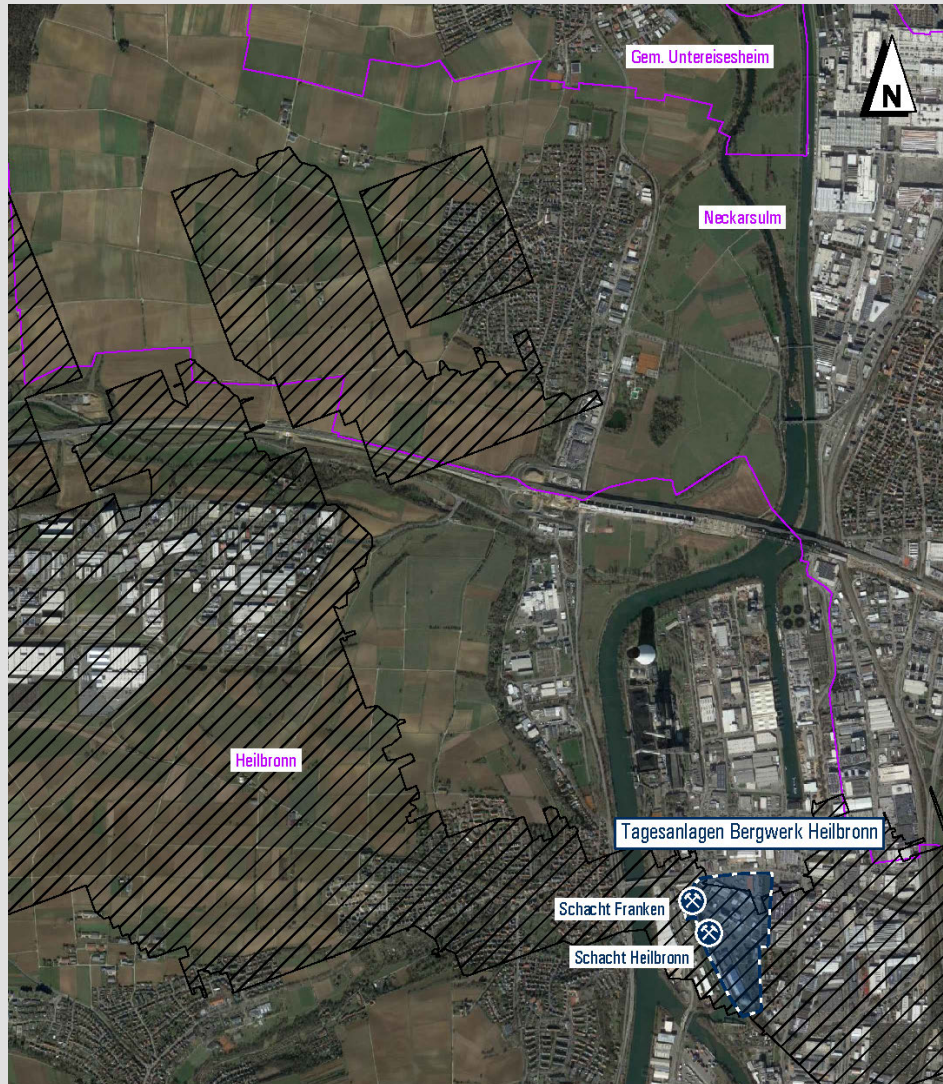 Gem. Untereisesheim
N
Neckarsulm
Heilbronn
Tagesanlagen Bergwerk Heilbronn
Schacht Franken
Schacht Heilbronn